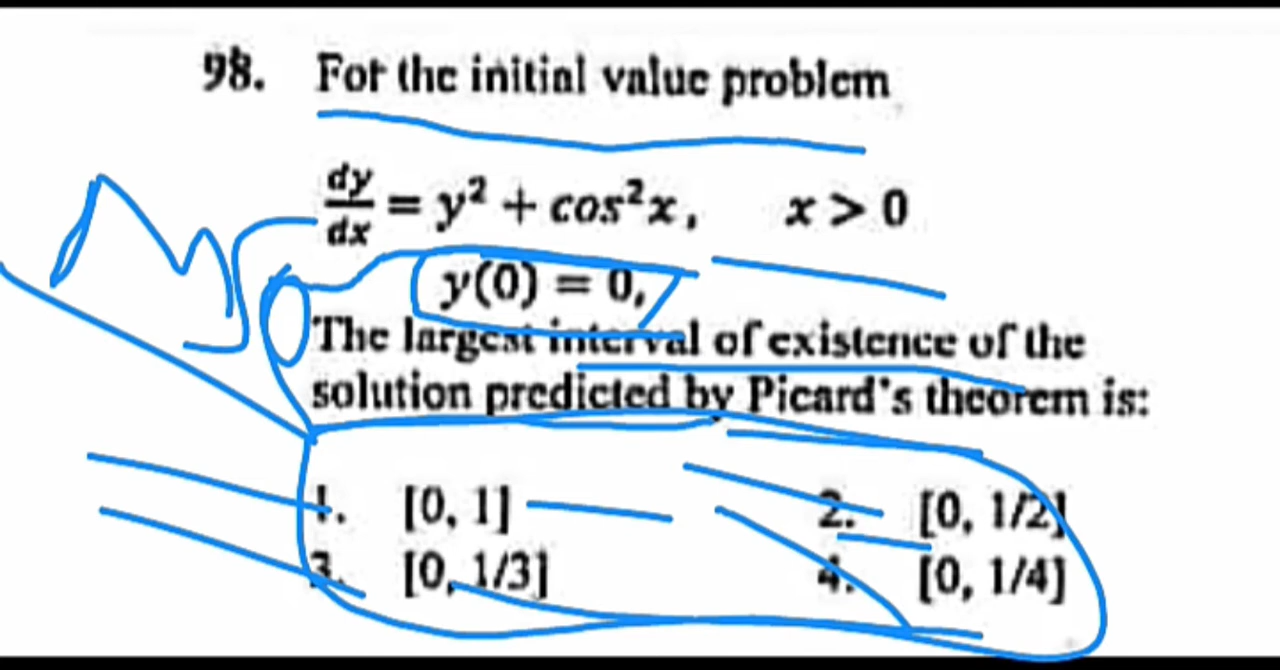 98. For the initial value problem
dy/dx = y² + cos²x, x > 0
y(0) = 0,
The largest interval of existence of the
solution predicted by Picard's theorem is:
1. [0, 1] 2. [0, 1/2]
3. [0, 1/3] 4. [0, 1/4]